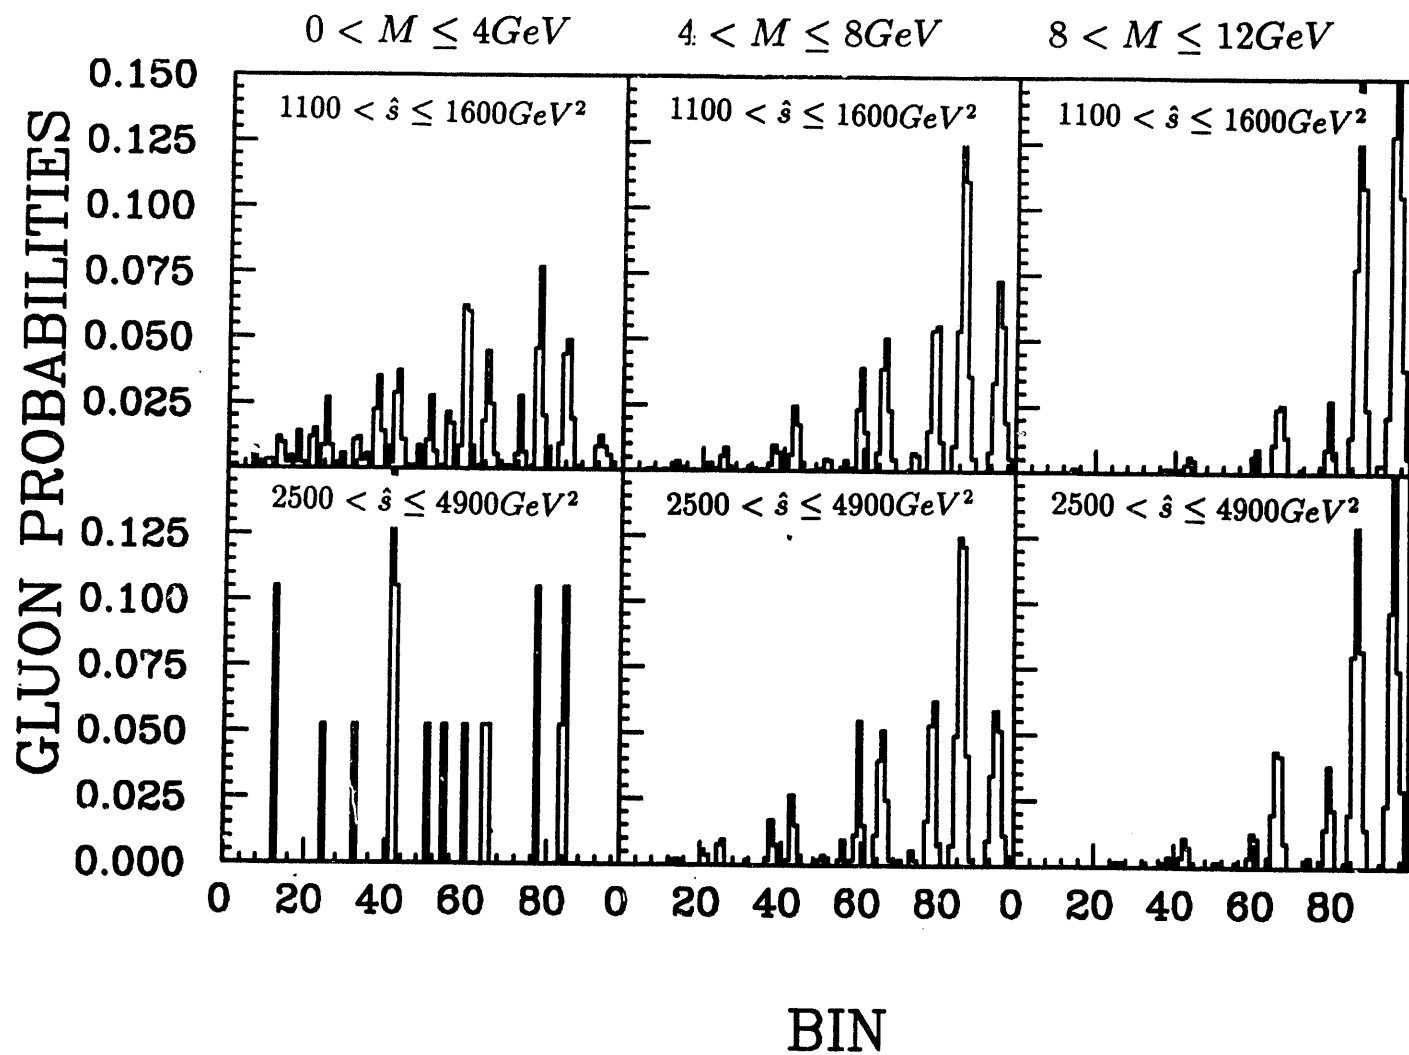 0 < M ≤ 4GeV 4 < M ≤ 8GeV 8 < M ≤ 12GeV
GLUON PROBABILITIES
0.150
1100 < ŝ ≤ 1600GeV² 1100 < ŝ ≤ 1600GeV² 1100 < ŝ ≤ 1600GeV²
0.125
0.100
0.075
0.050
0.025
2500 < ŝ ≤ 4900GeV² 2500 < ŝ ≤ 4900GeV² 2500 < ŝ ≤ 4900GeV²
0.125
0.100
0.075
0.050
0.025
0.000
0 20 40 60 80 0 20 40 60 80 0 20 40 60 80
BIN